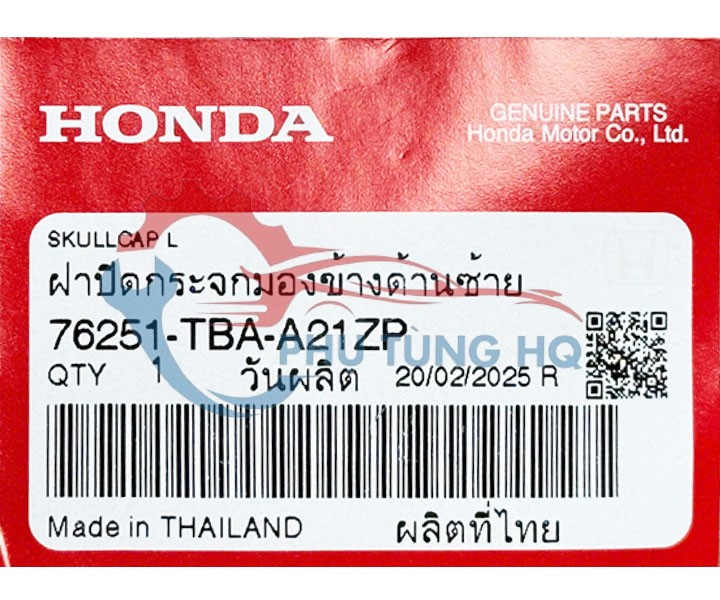 HONDA
GENUINE PARTS
Honda Motor Co., Ltd.
SKULLCAP L
ฝาปิดกระจกมองข้างด้านซ้าย
76251-TBA-A21ZP
PHU TUNG HQ
QTY 1 วันผลิต 20/02/2025 R
Made in THAILAND ผลิตที่ไทย